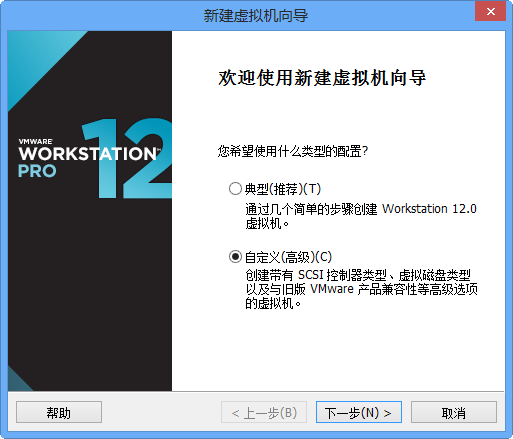 新建虚拟机向导
欢迎使用新建虚拟机向导
VMWARE
WORKSTATION™
PRO
12
您希望使用什么类型的配置?
典型(推荐)(T)
通过几个简单的步骤创建 Workstation 12.0
虚拟机。
自定义(高级)(C)
创建带有 SCSI 控制器类型、虚拟磁盘类型
以及与旧版 VMware 产品兼容性等高级选项
的虚拟机。
帮助
< 上一步(B)
下一步(N) >
取消